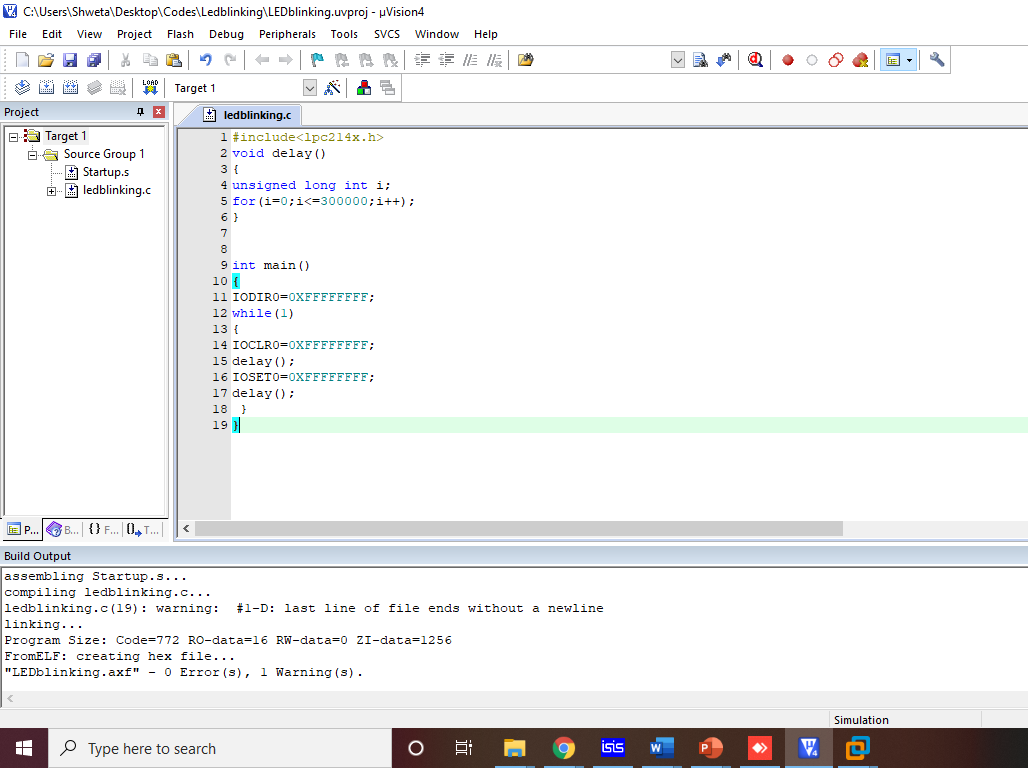 C:\Users\Shweta\Desktop\Codes\Ledblinking\LEDblinking.uvproj - µVision4
File Edit View Project Flash Debug Peripherals Tools SVCS Window Help
LOAD
Target 1
Project
ledblinking.c
Target 1
Source Group 1
Startup.s
ledblinking.c
1 #include<lpc214x.h>
2 void delay()
3 {
4 unsigned long int i;
5 for(i=0;i<=300000;i++);
6 }
7
8
9 int main()
10 {
11 IODIR0=0XFFFFFFFF;
12 while(1)
13 {
14 IOCLR0=0XFFFFFFFF;
15 delay();
16 IOSET0=0XFFFFFFFF;
17 delay();
18 }
19 }
P... B... {} F... T...
Build Output
assembling Startup.s...
compiling ledblinking.c...
ledblinking.c(19): warning:  #1-D: last line of file ends without a newline
linking...
Program Size: Code=772 RO-data=16 RW-data=0 ZI-data=1256
FromELF: creating hex file...
"LEDblinking.axf" - 0 Error(s), 1 Warning(s).
Simulation
Type here to search
isis